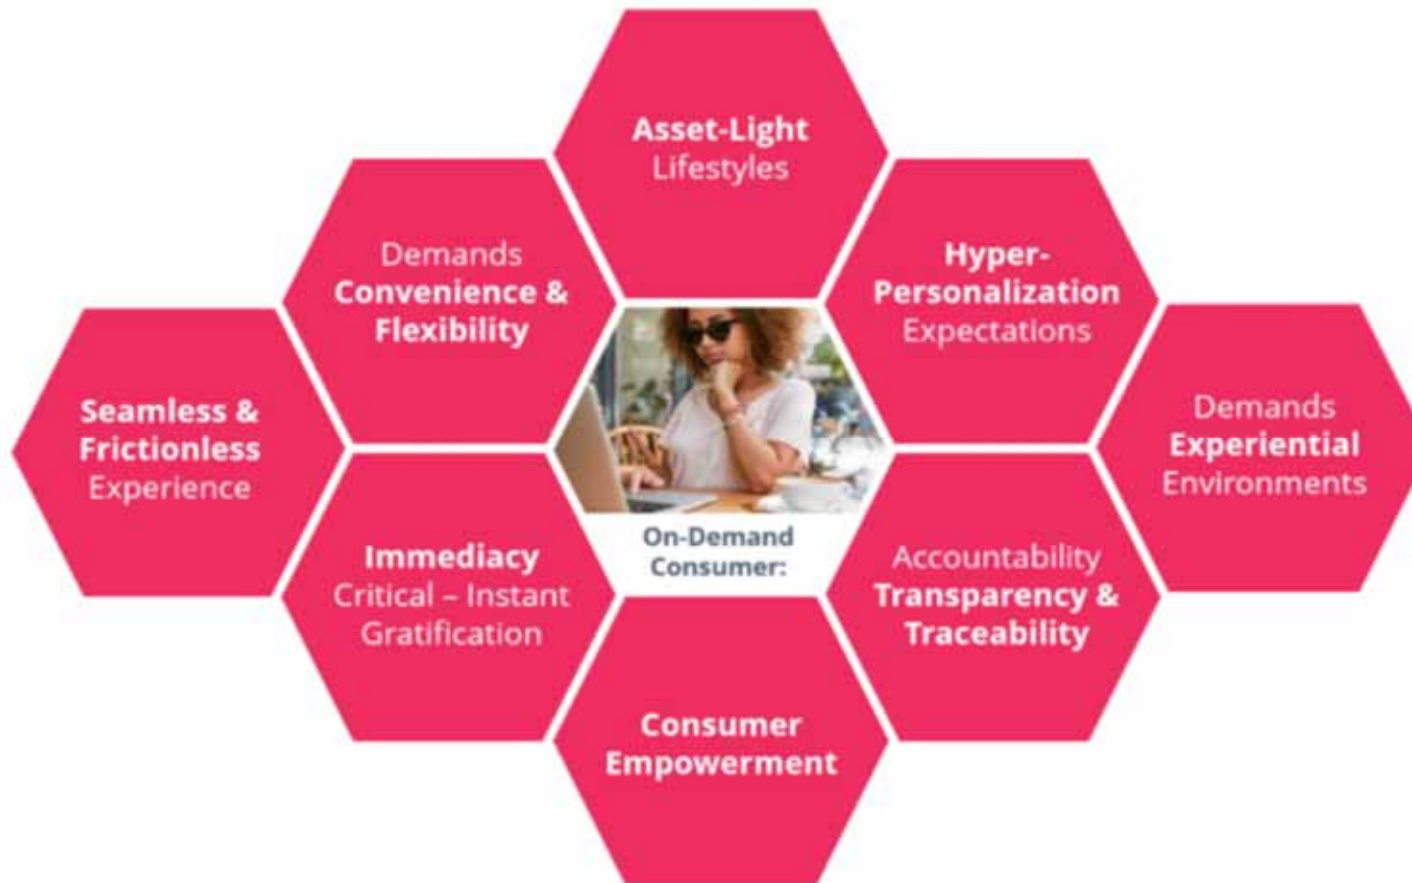 Asset-Light
Lifestyles
Demands
Convenience &
Flexibility
Hyper-
Personalization
Expectations
Seamless &
Frictionless
Experience
Demands
Experiential
Environments
On-Demand
Consumer:
Immediacy
Critical – Instant
Gratification
Accountability
Transparency &
Traceability
Consumer
Empowerment